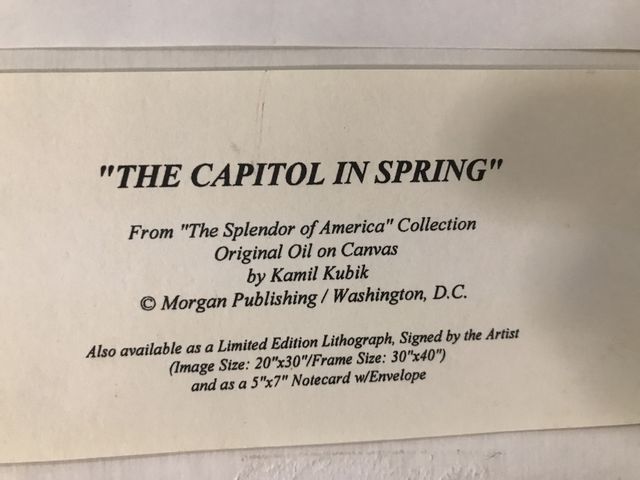 "THE CAPITOL IN SPRING"
From "The Splendor of America" Collection
Original Oil on Canvas
by Kamil Kubik
© Morgan Publishing / Washington, D.C.
Also available as a Limited Edition Lithograph, Signed by the Artist
(Image Size: 20"x30"/Frame Size: 30"x40")
and as a 5"x7" Notecard w/Envelope